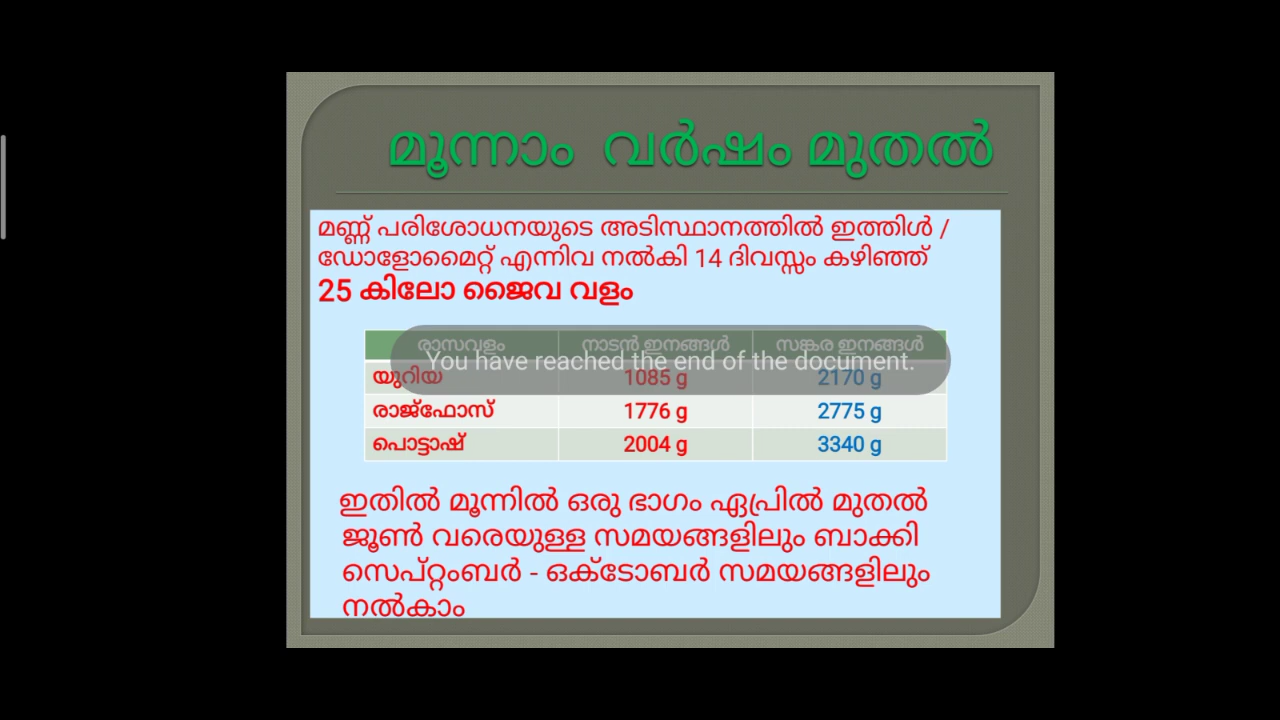 മൂന്നാം വർഷം മുതൽ
മണ്ണ് പരിശോധനയുടെ അടിസ്ഥാനത്തിൽ ഇത്തിൾ /
ഡോളോമൈറ്റ് എന്നിവ നൽകി 14 ദിവസ്സം കഴിഞ്ഞ്
25 കിലോ ജൈവ വളം
രാസവളം നാടൻ ഇനങ്ങൾ സങ്കര ഇനങ്ങൾ
You have reached the end of the document.
യുറിയ 1085 g 2170 g
രാജ്ഫോസ് 1776 g 2775 g
പൊട്ടാഷ് 2004 g 3340 g
ഇതിൽ മൂന്നിൽ ഒരു ഭാഗം ഏപ്രിൽ മുതൽ
ജൂൺ വരെയുള്ള സമയങ്ങളിലും ബാക്കി
സെപ്റ്റംബർ - ഒക്ടോബർ സമയങ്ങളിലും
നൽകാം